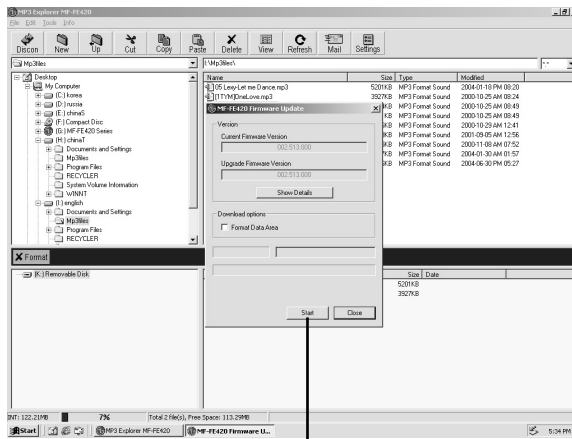 MP3 Explorer MF-FE420
File Edit Tools Info
Discon New Up Cut Copy Paste Delete View Refresh Mail Settings
Mp3files
I:\Mp3files\
Desktop
My Computer
(C:) korea
(D:) russia
(E:) chinaS
(F:) Compact Disc
(G:) MF-FE420 Series
(H:) chinaT
Documents and Settings
Mp3files
Program Files
RECYCLER
System Volume Information
WINNT
(I:) english
Documents and Settings
Mp3files
Program Files
RECYCLER
Name Size Type Modified
05 Lexy-Let me Dance.mp3 5201KB MP3 Format Sound 2004-01-18 PM 08:20
[1TYM]OneLove.mp3 3927KB MP3 Format Sound 2000-10-25 AM 08:24
KB MP3 Format Sound 2000-10-25 AM 08:49
KB MP3 Format Sound 2000-10-25 AM 08:49
KB MP3 Format Sound 2000-10-29 AM 12:41
KB MP3 Format Sound 2001-09-05 AM 12:56
KB MP3 Format Sound 2000-11-08 AM 07:52
KB MP3 Format Sound 2004-01-30 AM 01:57
KB MP3 Format Sound 2004-06-30 PM 05:27
MF-FE420 Firmware Update
Version
Current Firmware Version
002.513.000
Upgrade Firmware Version
002.513.000
Show Details
Download options
Format Data Area
Start Close
Format
(K:) Removable Disk
Size Date
5201KB
3927KB
INT: 122.21MB 7% Total 2 file(s), Free Space: 113.29MB
Start MP3 Explorer MF-FE420 MF-FE420 Firmware U... 5:34 PM